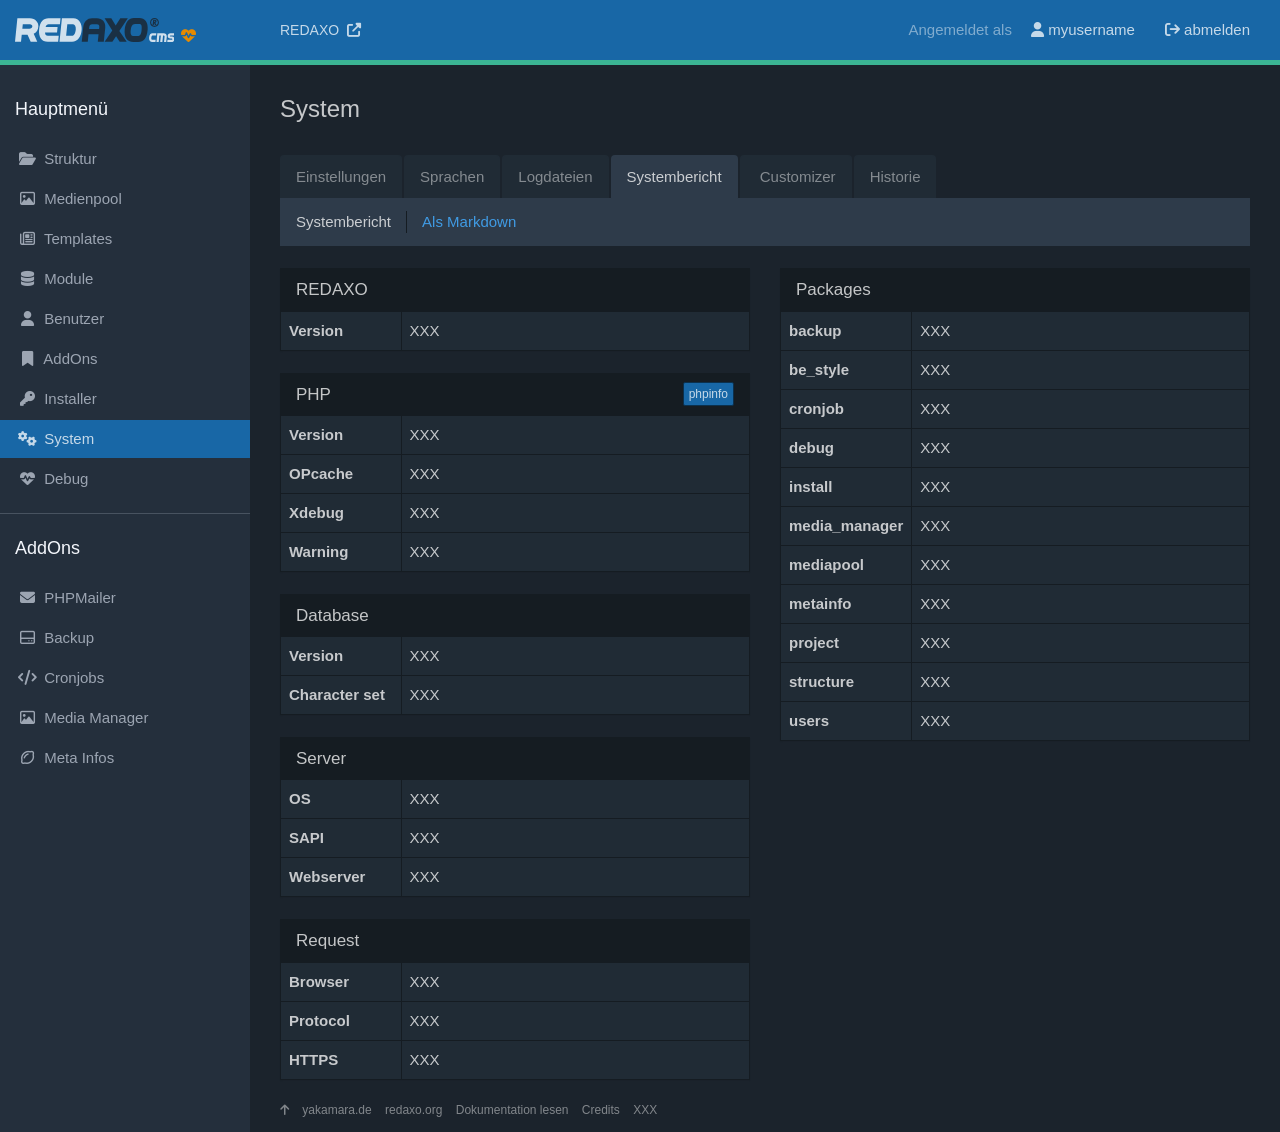 REDAXO® cms
REDAXO
Angemeldet als myusername abmelden
Hauptmenü
Struktur
Medienpool
Templates
Module
Benutzer
AddOns
Installer
System
Debug
AddOns
PHPMailer
Backup
Cronjobs
Media Manager
Meta Infos
System
Einstellungen Sprachen Logdateien Systembericht Customizer Historie
Systembericht Als Markdown
REDAXO
Version XXX
PHP phpinfo
Version XXX
OPcache XXX
Xdebug XXX
Warning XXX
Database
Version XXX
Character set XXX
Server
OS XXX
SAPI XXX
Webserver XXX
Request
Browser XXX
Protocol XXX
HTTPS XXX
Packages
backup XXX
be_style XXX
cronjob XXX
debug XXX
install XXX
media_manager XXX
mediapool XXX
metainfo XXX
project XXX
structure XXX
users XXX
yakamara.de redaxo.org Dokumentation lesen Credits XXX